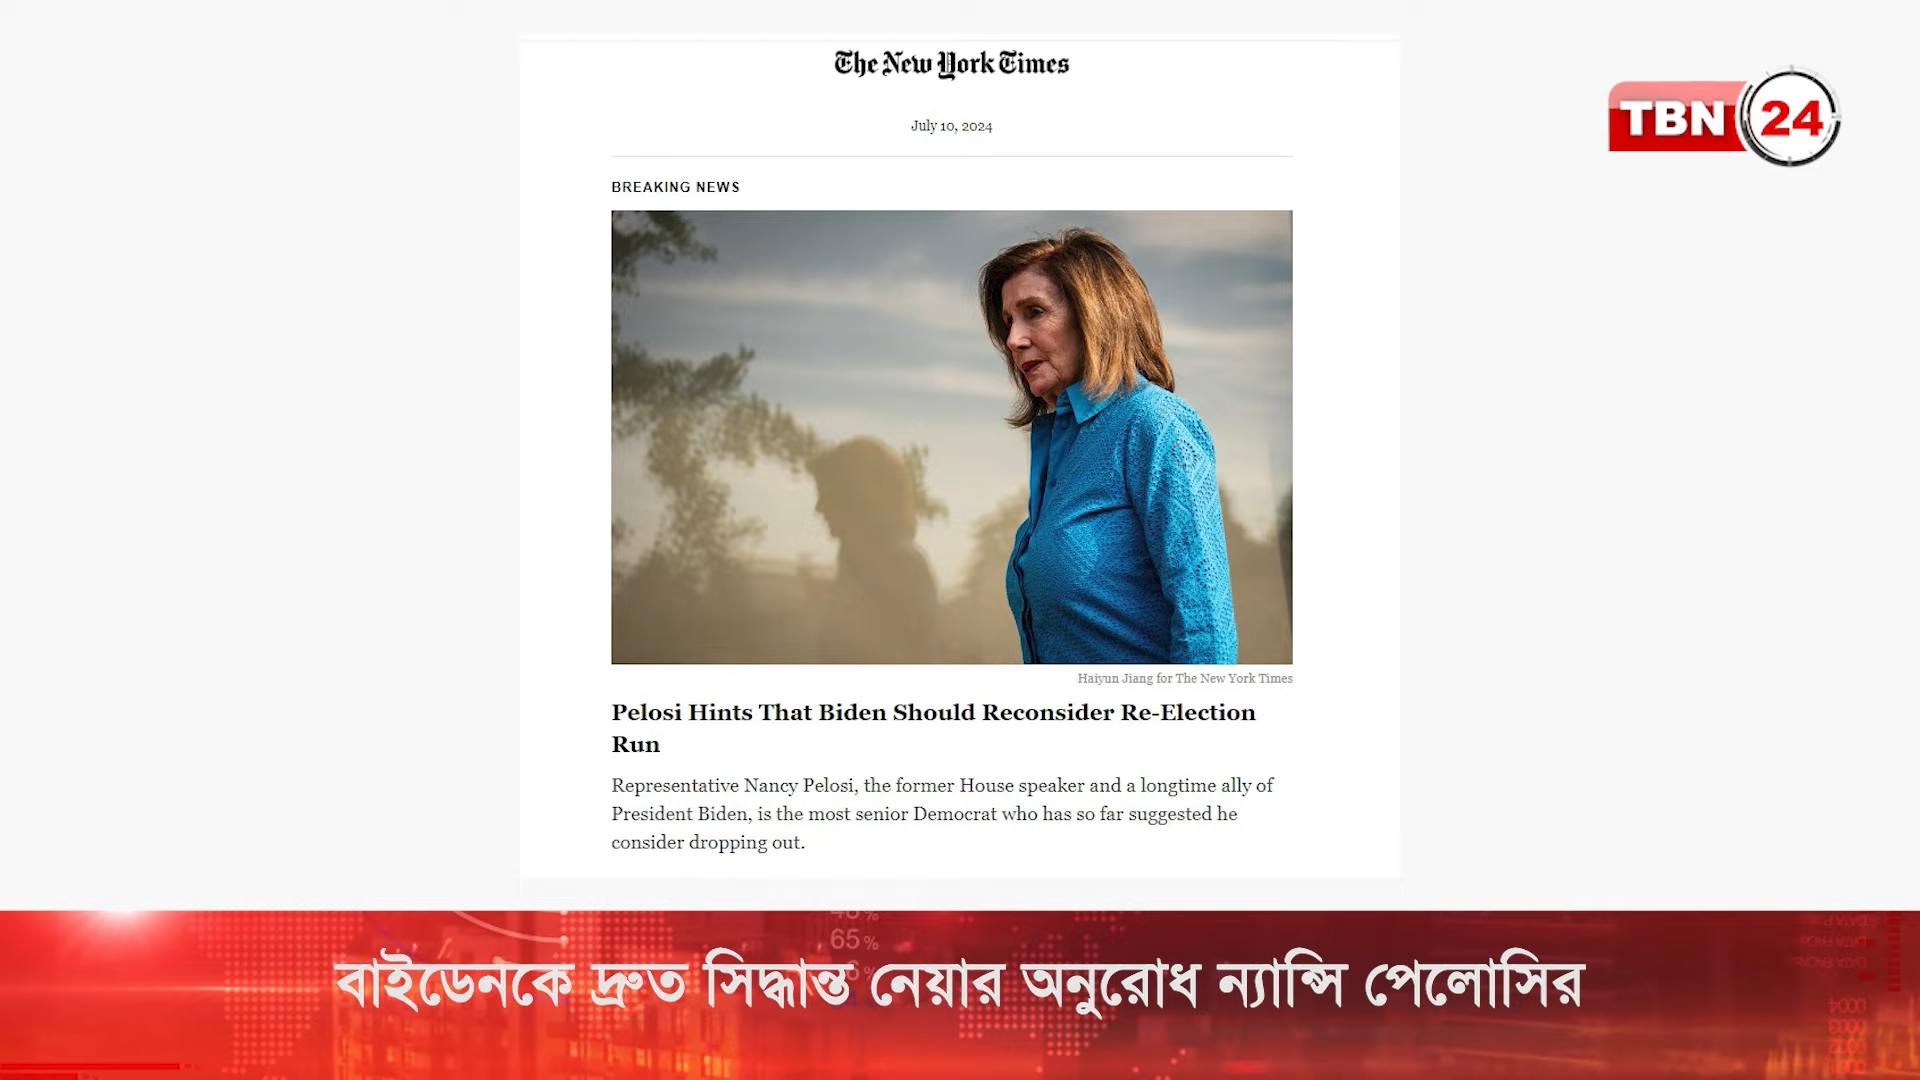 The New York Times
TBN 24
July 10, 2024
BREAKING NEWS
Haiyun Jiang for The New York Times
Pelosi Hints That Biden Should Reconsider Re-Election
Run
Representative Nancy Pelosi, the former House speaker and a longtime ally of
President Biden, is the most senior Democrat who has so far suggested he
consider dropping out.
65%
বাইডেনকে দ্রুত সিদ্ধান্ত নেয়ার অনুরোধ ন্যান্সি পেলোসির